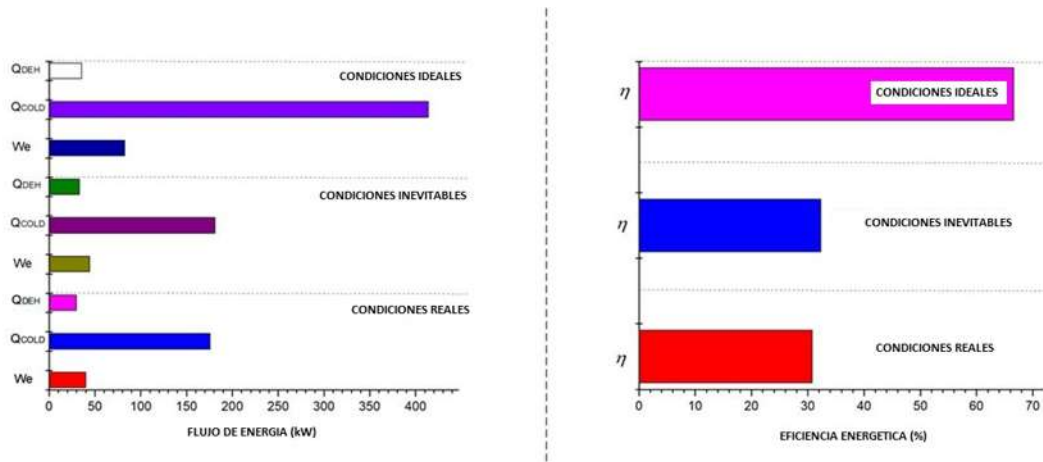 QDEH
CONDICIONES IDEALES
QCOLD
We
QDEH
CONDICIONES INEVITABLES
QCOLD
We
QDEH
CONDICIONES REALES
QCOLD
We
0 50 100 150 200 250 300 350 400
FLUJO DE ENERGIA (kW)
η
CONDICIONES IDEALES
η
CONDICIONES INEVITABLES
η
CONDICIONES REALES
0 10 20 30 40 50 60 70
EFICIENCIA ENERGETICA (%)